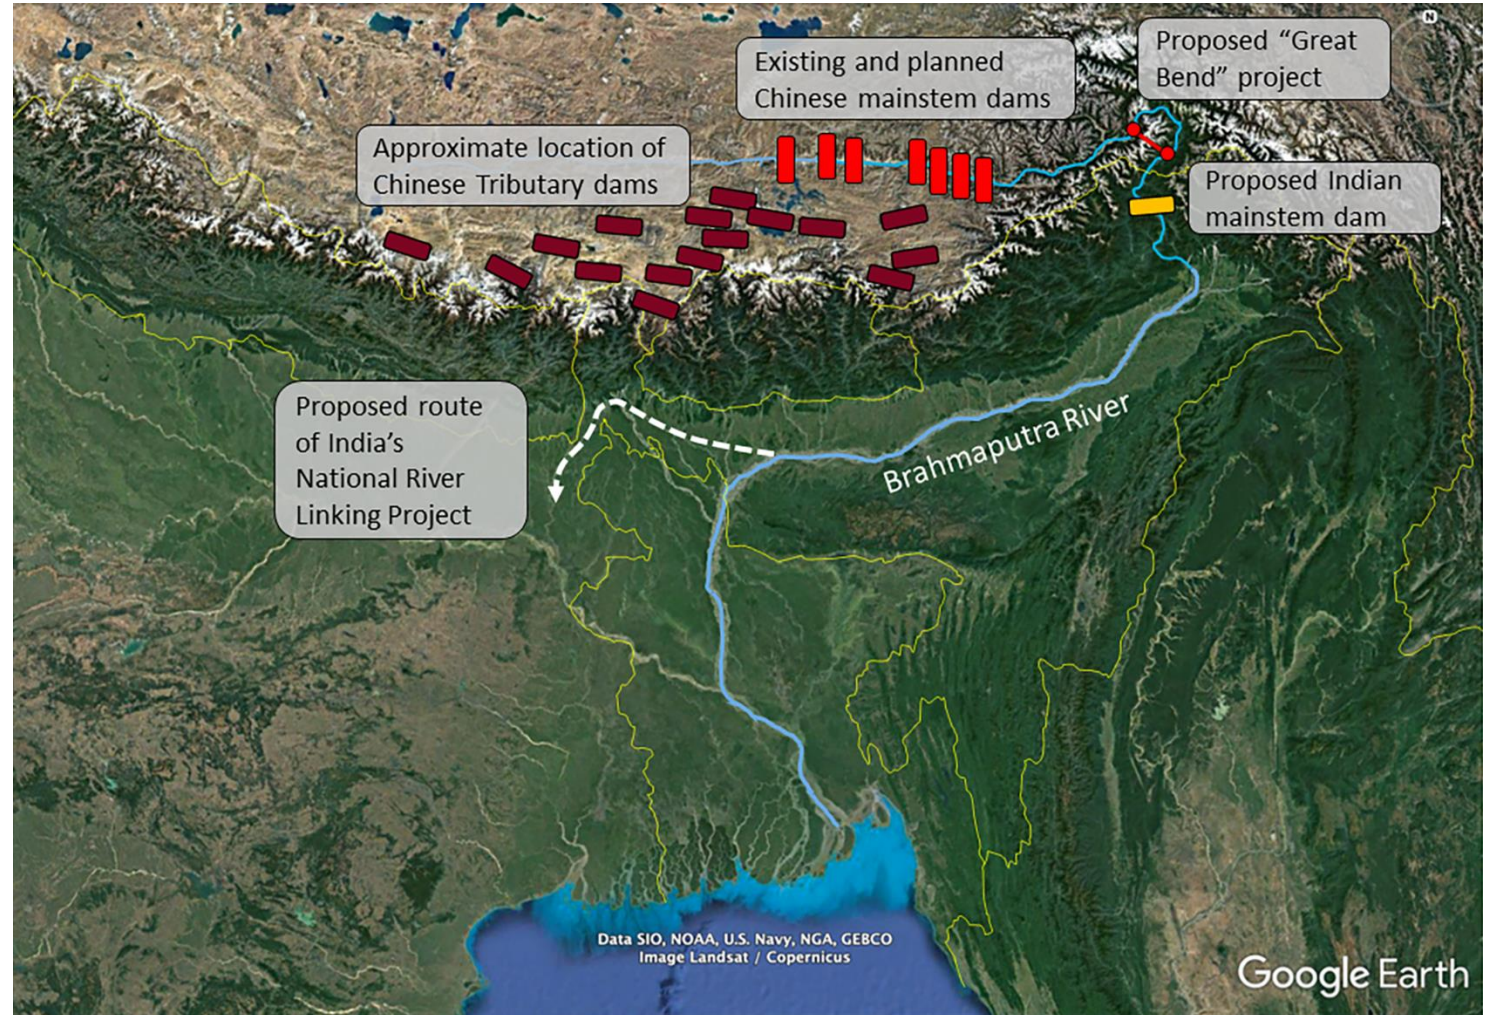 Proposed “Great
Bend” project
N
Existing and planned
Chinese mainstem dams
Approximate location of
Chinese Tributary dams
Proposed Indian
mainstem dam
Proposed route
of India’s
National River
Linking Project
Brahmaputra River
Data SIO, NOAA, U.S. Navy, NGA, GEBCO
Image Landsat / Copernicus
Google Earth